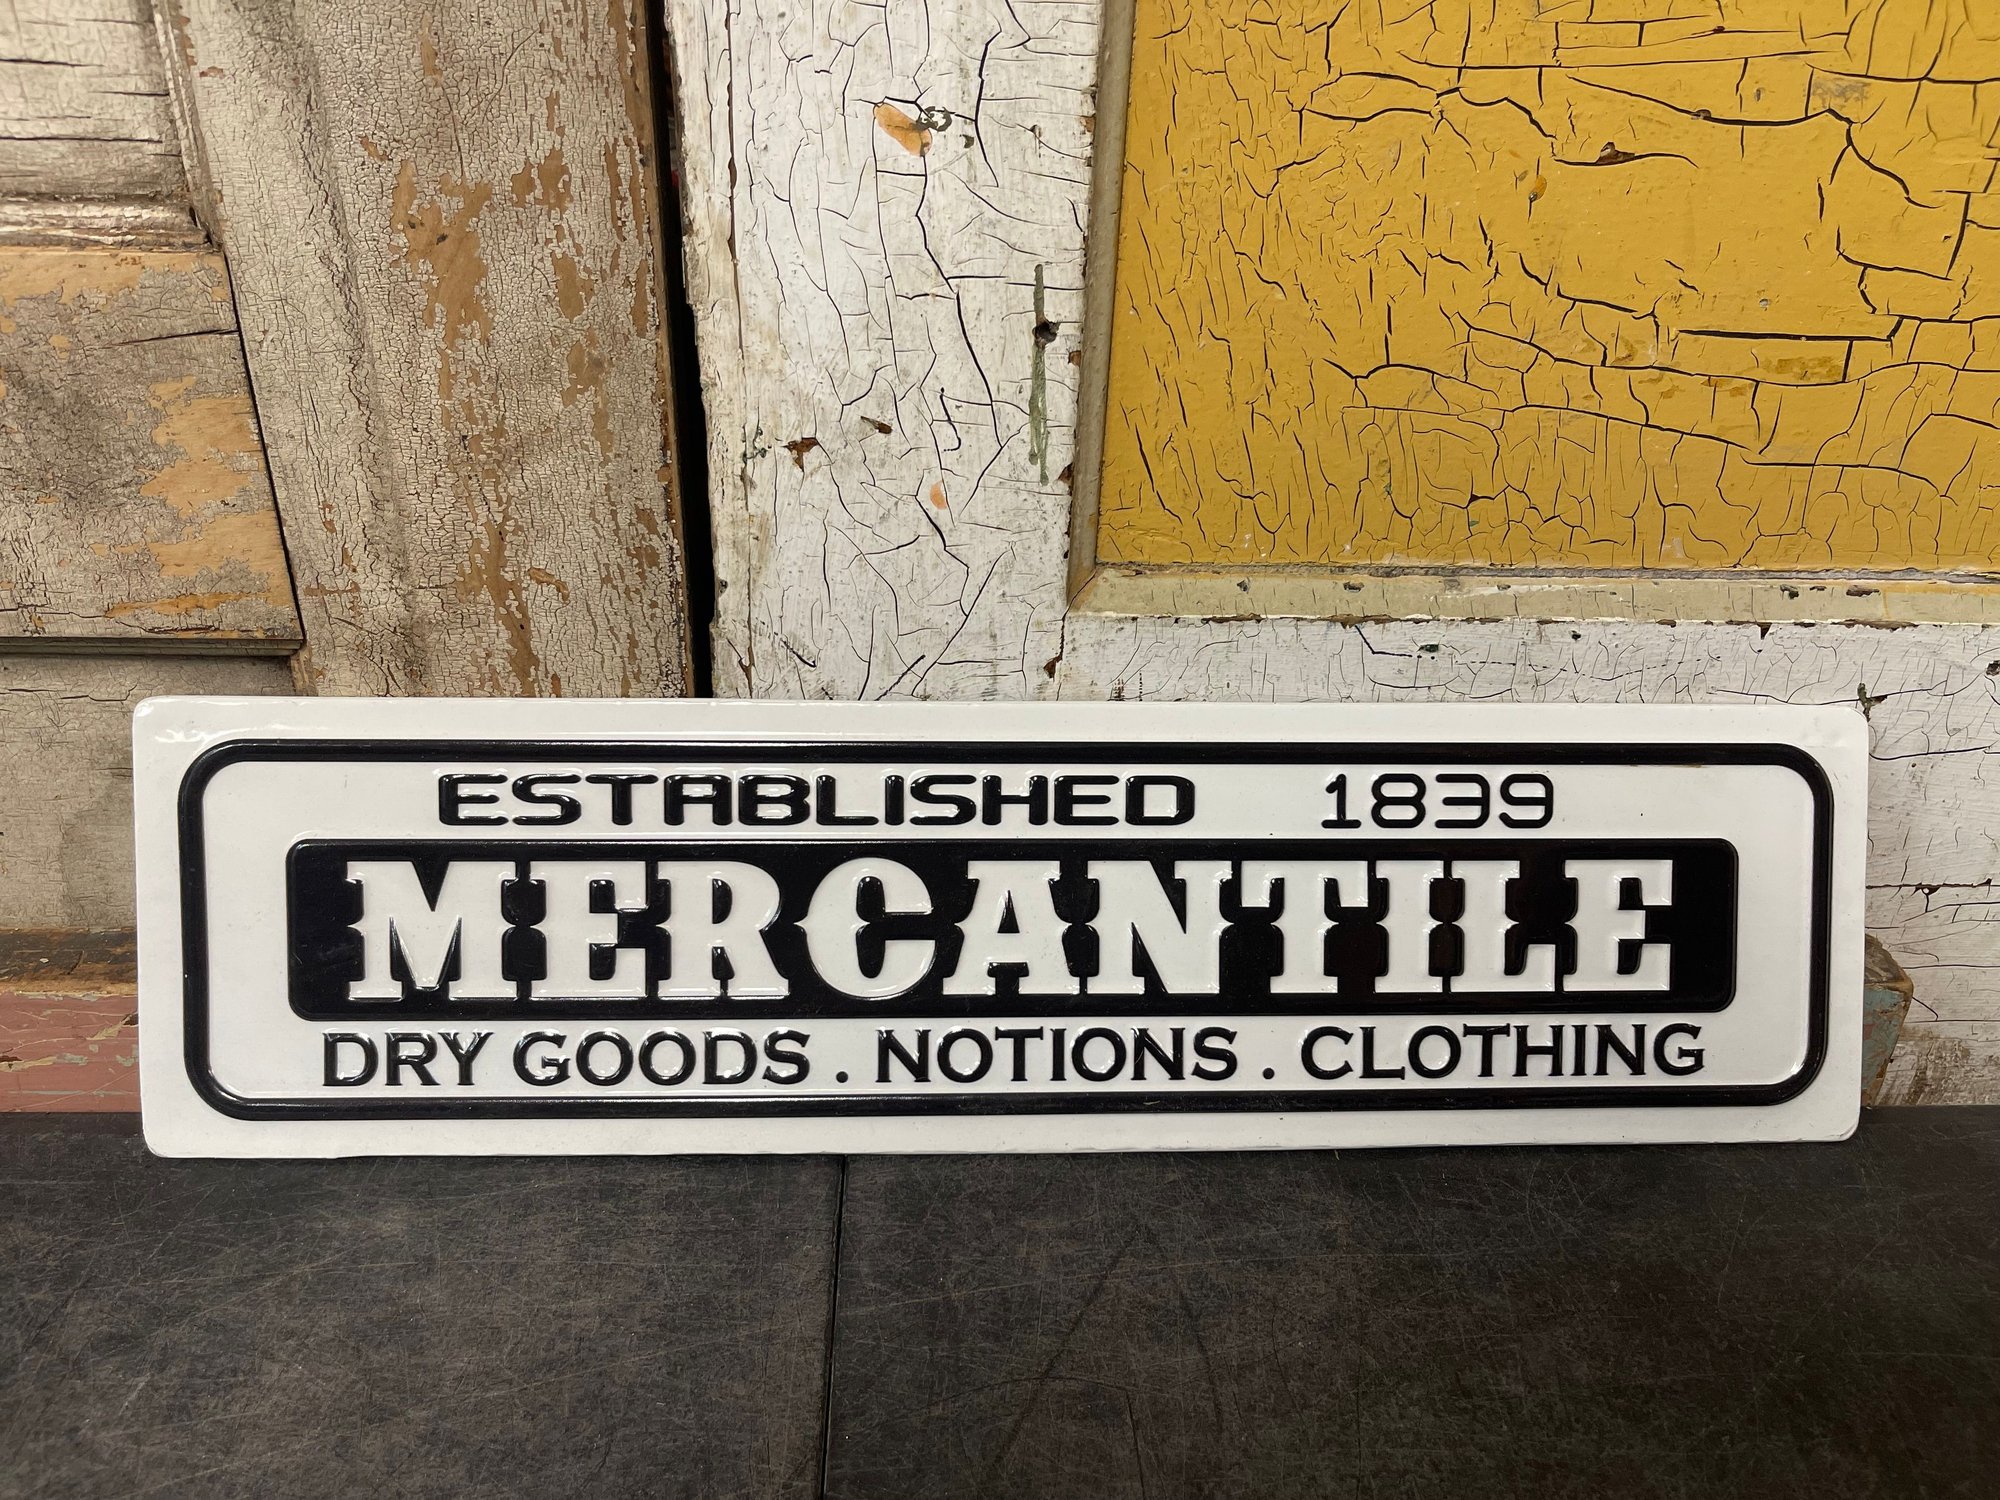 ESTABLISHED 1839
MERCANTILE
DRY GOODS . NOTIONS . CLOTHING